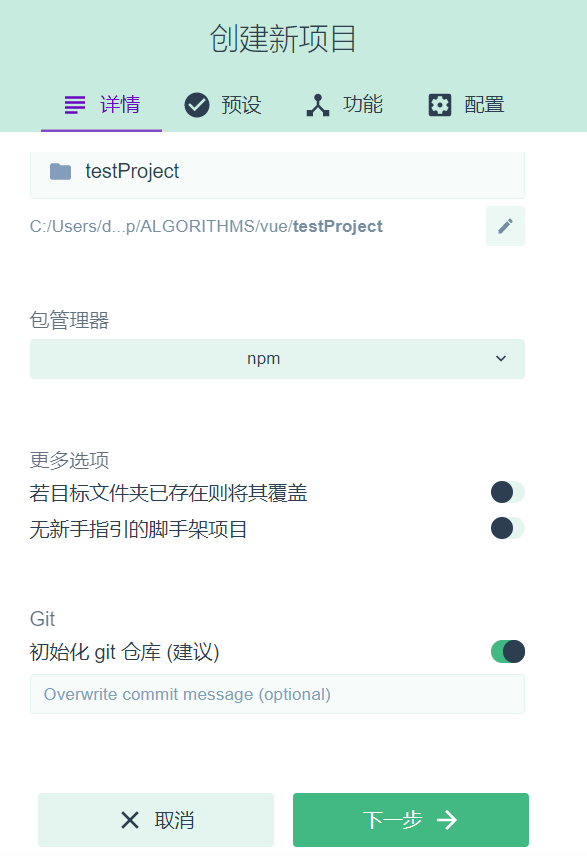 创建新项目
详情 预设 功能 配置
testProject
C:/Users/d...p/ALGORITHMS/vue/testProject
包管理器
npm
更多选项
若目标文件夹已存在则将其覆盖
无新手指引的脚手架项目
Git
初始化 git 仓库 (建议)
Overwrite commit message (optional)
取消 下一步